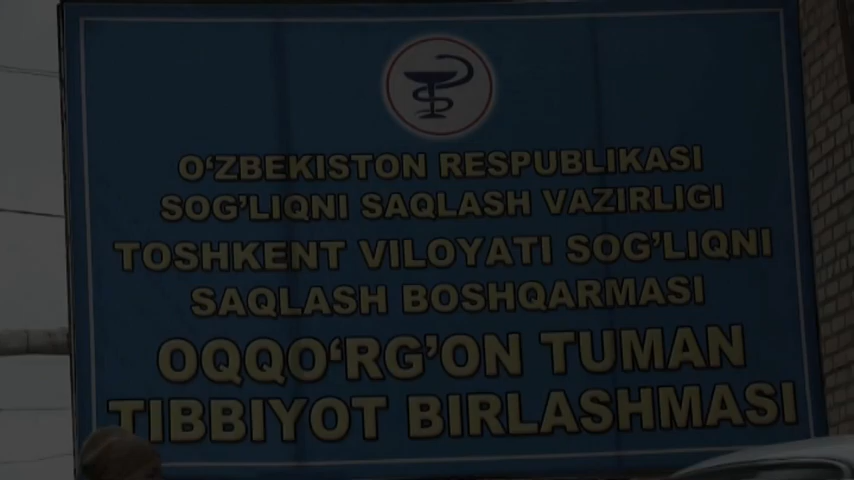 O‘ZBEKISTON RESPUBLIKASI
SOG’LIQNI SAQLASH VAZIRLIGI
TOSHKENT VILOYATI SOG’LIQNI
SAQLASH BOSHQARMASI
OQQO‘RG’ON TUMAN
TIBBIYOT BIRLASHMASI